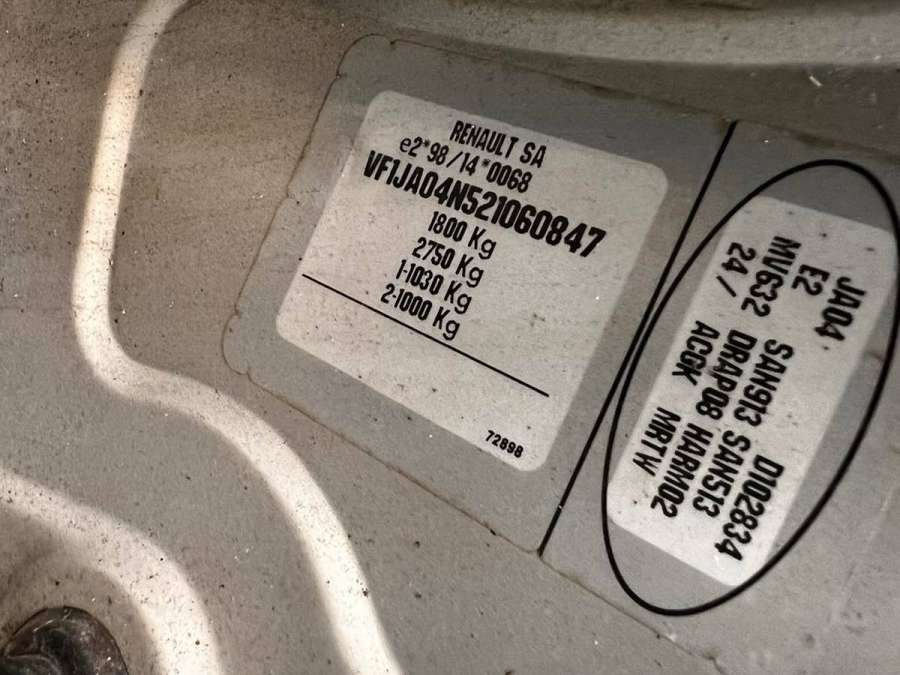 RENAULT SA
e2*98/14*0068
VF1JA04N521060847
1800 Kg
2750 Kg
1-1030 Kg
2-1000 Kg
72898
JA04 D102834
E2 SAN913 SAN513
MV632 DRAP08 HARM02
24/ ACGK MRTW